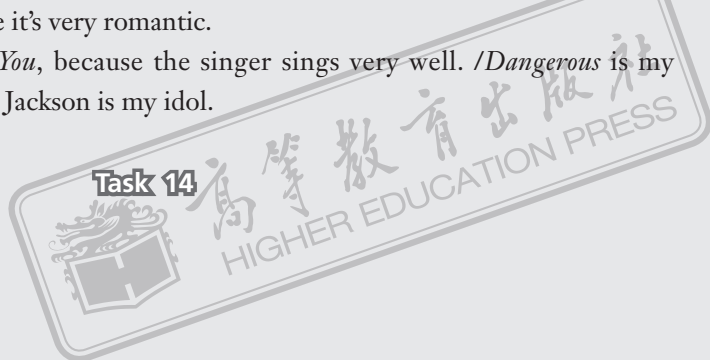 e it's very romantic.
You, because the singer sings very well. /Dangerous is my
Jackson is my idol.
Task 14
高等教育出版社
HIGHER EDUCATION PRESS